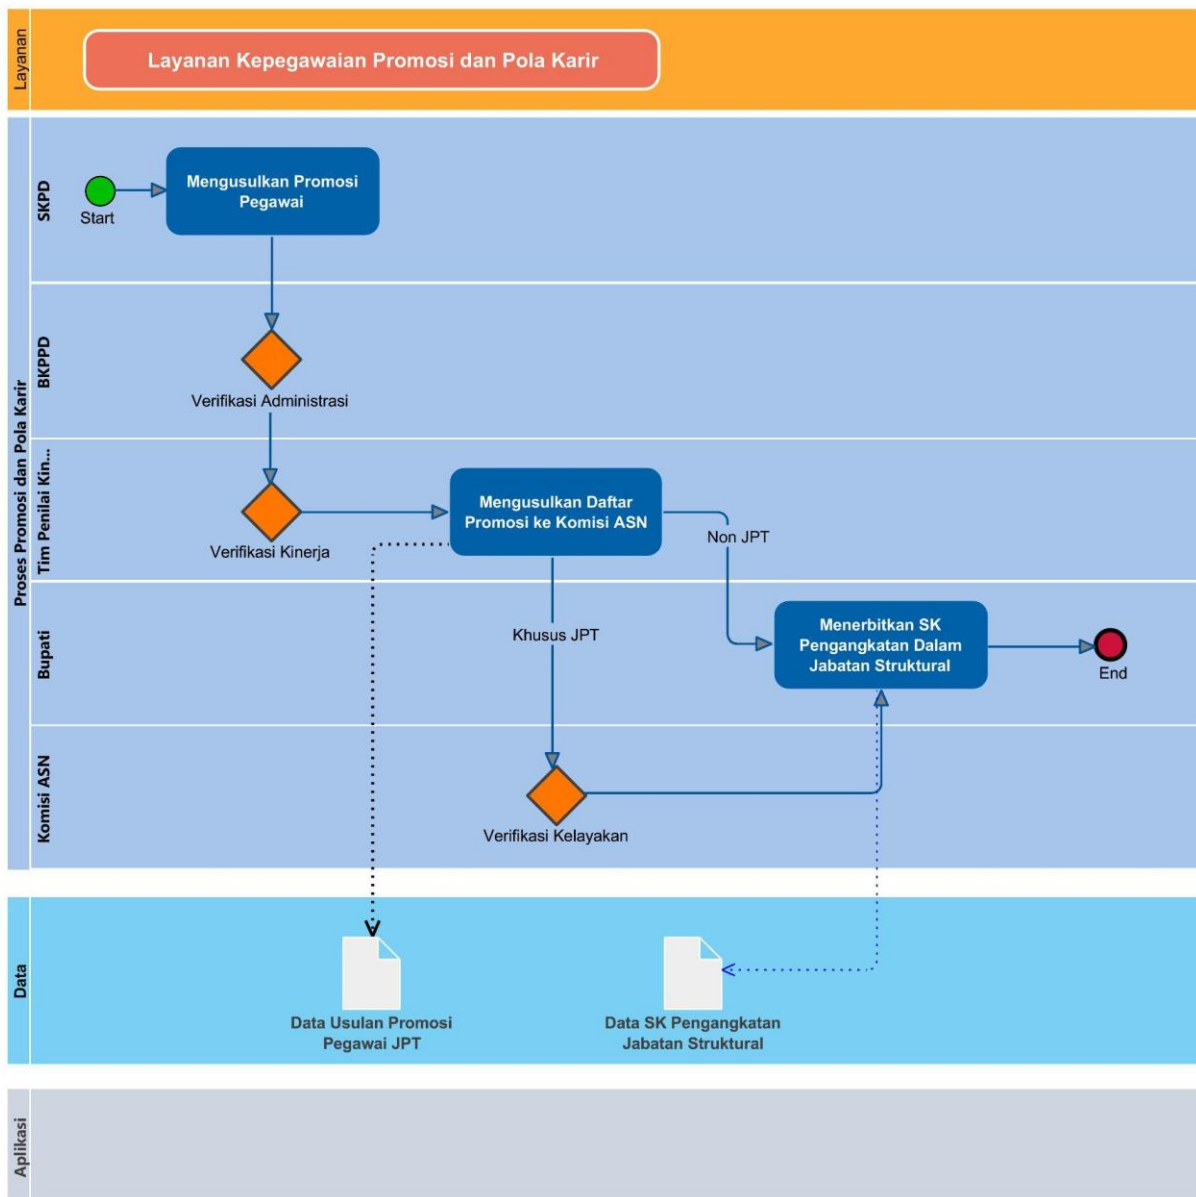 Layanan
Layanan Kepegawaian Promosi dan Pola Karir
Proses Promosi dan Pola Karir
SKPD
Start
Mengusulkan Promosi
Pegawai
BKPPD
Verifikasi Administrasi
Tim Penilai Kin...
Verifikasi Kinerja
Mengusulkan Daftar
Promosi ke Komisi ASN
Non JPT
Bupati
Khusus JPT
Menerbitkan SK
Pengangkatan Dalam
Jabatan Struktural
End
Komisi ASN
Verifikasi Kelayakan
Data
Data Usulan Promosi
Pegawai JPT
Data SK Pengangkatan
Jabatan Struktural
Aplikasi